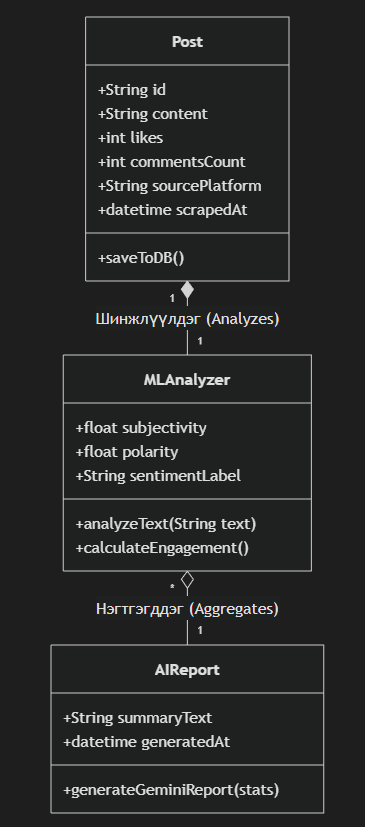 Post
+String id
+String content
+int likes
+int commentsCount
+String sourcePlatform
+datetime scrapedAt
+saveToDB()
1
Шинжлүүлдэг (Analyzes)
1
MLAnalyzer
+float subjectivity
+float polarity
+String sentimentLabel
+analyzeText(String text)
+calculateEngagement()
*
Нэгтгэгддэг (Aggregates)
1
AIReport
+String summaryText
+datetime generatedAt
+generateGeminiReport(stats)